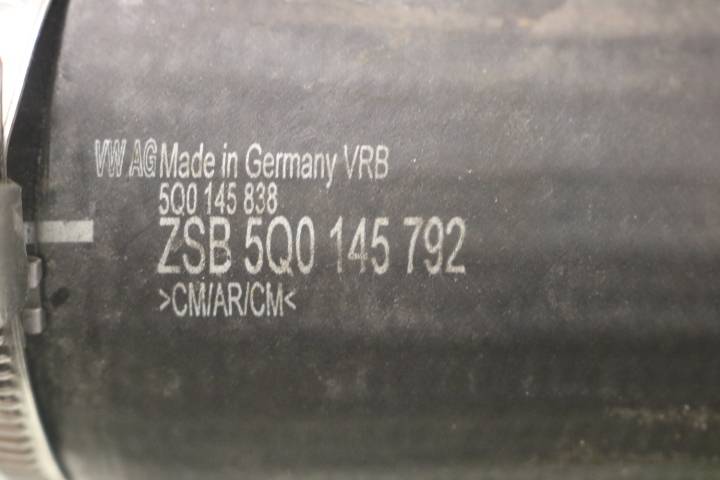 VW AG Made in Germany VRB
5Q0 145 838
ZSB 5Q0 145 792
>CM/AR/CM<